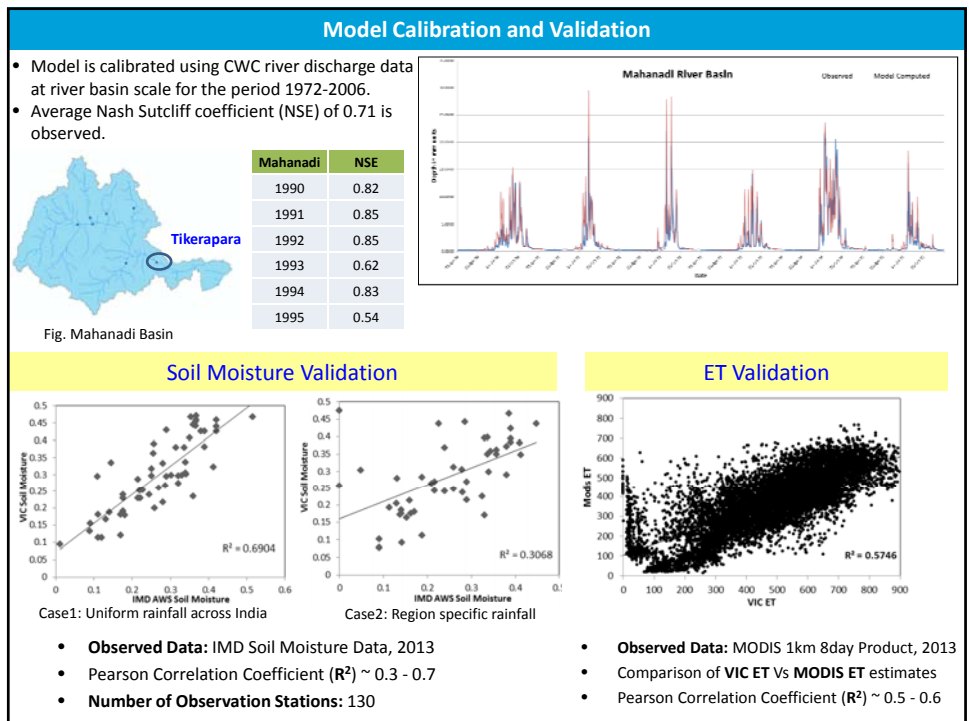 Model Calibration and Validation
• Model is calibrated using CWC river discharge data
at river basin scale for the period 1972-2006.
• Average Nash Sutcliff coefficient (NSE) of 0.71 is
observed.
Mahanadi River Basin
Observed Model Computed
Date
Mahanadi NSE
1990 0.82
1991 0.85
1992 0.85
1993 0.62
1994 0.83
1995 0.54
Tikerapara
Fig. Mahanadi Basin
Soil Moisture Validation
VIC Soil Moisture
0.5
0.45
0.4
0.35
0.3
0.25
0.2
0.15
0.1
0.05
0
R² = 0.6904
0 0.1 0.2 0.3 0.4 0.5 0.6
IMD AWS Soil Moisture
Case1: Uniform rainfall across India
VIC Soil Moisture
0.5
0.45
0.4
0.35
0.3
0.25
0.2
0.15
0.1
0.05
0
R² = 0.3068
0 0.1 0.2 0.3 0.4 0.5
IMD AWS Soil Moisture
Case2: Region specific rainfall
• Observed Data: IMD Soil Moisture Data, 2013
• Pearson Correlation Coefficient (R²) ~ 0.3 - 0.7
• Number of Observation Stations: 130
ET Validation
Mods ET
900
800
700
600
500
400
300
200
100
0
R² = 0.5746
0 100 200 300 400 500 600 700 800 900
VIC ET
• Observed Data: MODIS 1km 8day Product, 2013
• Comparison of VIC ET Vs MODIS ET estimates
• Pearson Correlation Coefficient (R²) ~ 0.5 - 0.6